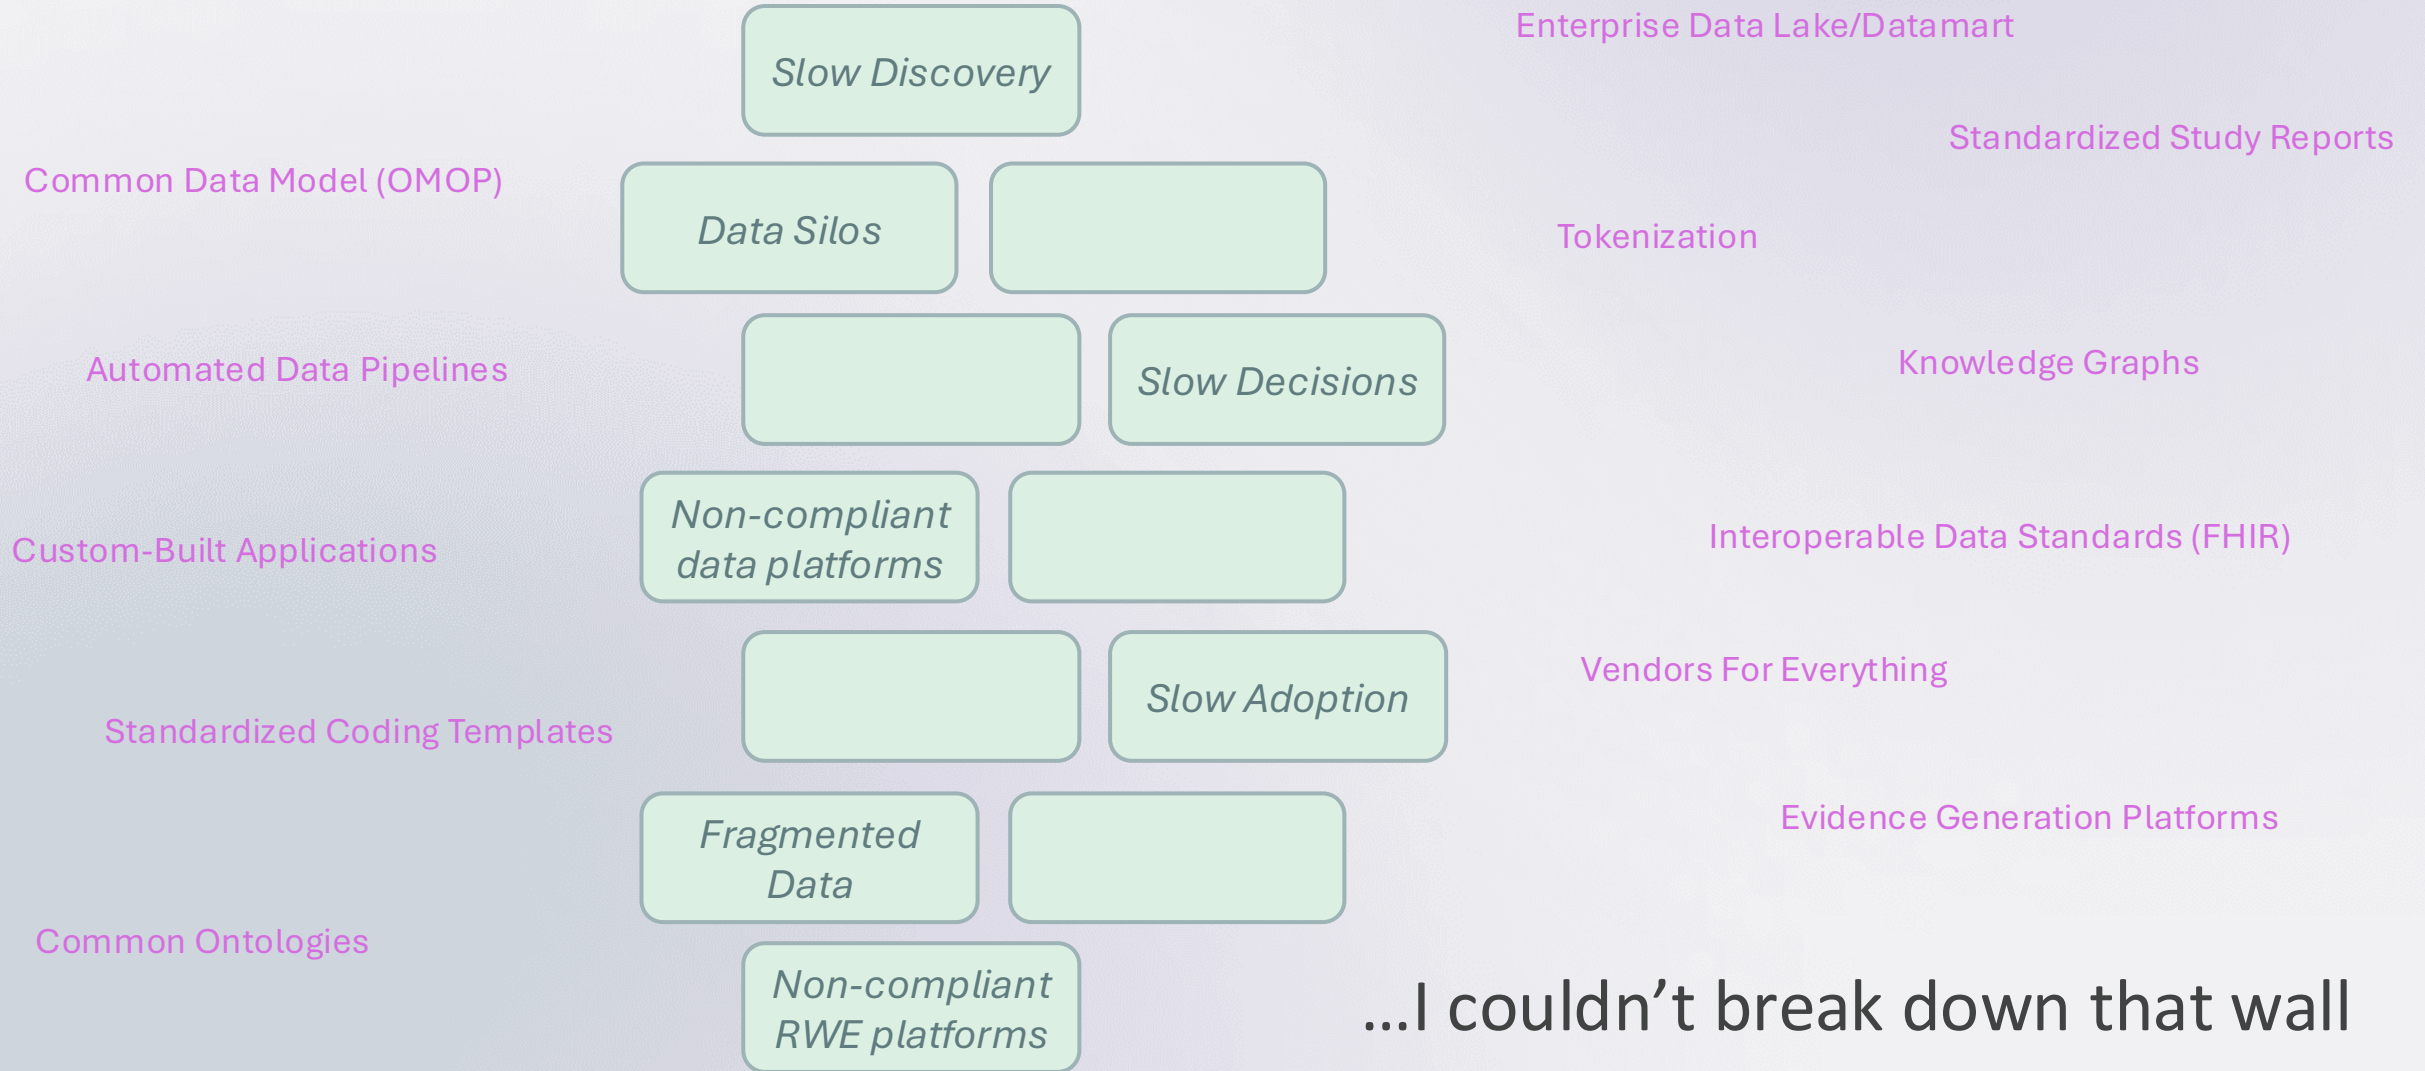 Slow Discovery
Enterprise Data Lake/Datamart
Standardized Study Reports
Common Data Model (OMOP)
Data Silos
Tokenization
Automated Data Pipelines
Slow Decisions
Knowledge Graphs
Non-compliant
data platforms
Custom-Built Applications
Interoperable Data Standards (FHIR)
Slow Adoption
Vendors For Everything
Standardized Coding Templates
Fragmented
Data
Evidence Generation Platforms
Common Ontologies
Non-compliant
RWE platforms
...I couldn’t break down that wall